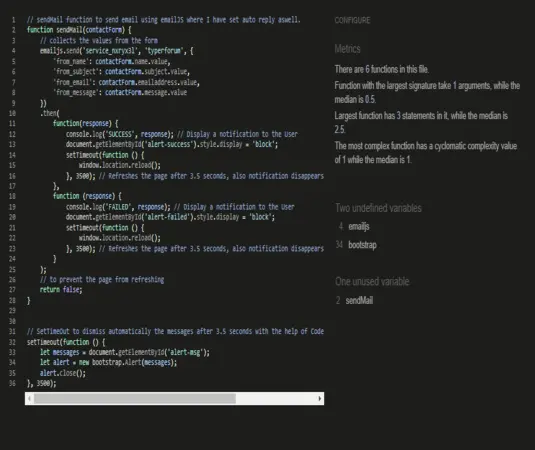 1 // sendMail function to send email using emailJS where I have set auto reply aswell.
2 function sendMail(contactForm) {
3 // collects the values from the form
4 emailjs.send('service_nxryx3l', 'typerforum', {
5 'from_name': contactForm.name.value,
6 'from_subject': contactForm.subject.value,
7 'from_email': contactForm.emailaddress.value,
8 'from_message': contactForm.message.value
9 })
10 .then(
11 function(response) {
12 console.log('SUCCESS', response); // Display a notification to the User
13 document.getElementById('alert-success').style.display = 'block';
14 setTimeout(function () {
15 window.location.reload();
16 }, 3500); // Refreshes the page after 3.5 seconds, also notification disappears
17 },
18 function (response) {
19 console.log('FAILED', response); // Display a notification to the User
20 document.getElementById('alert-failed').style.display = 'block';
21 setTimeout(function () {
22 window.location.reload();
23 }, 3500); // Refreshes the page after 3.5 seconds, also notification disappears
24 }
25 );
26 // to prevent the page from refreshing
27 return false;
28 }
29
30
31 // SetTimeOut to dismiss automatically the messages after 3.5 seconds with the help of Code
32 setTimeout(function () {
33 let messages = document.getElementById('alert-msg');
34 let alert = new bootstrap.Alert(messages);
35 alert.close();
36 }, 3500);
CONFIGURE
Metrics
There are 6 functions in this file.
Function with the largest signature take 1 arguments, while the
median is 0.5.
Largest function has 3 statements in it, while the median is
2.5.
The most complex function has a cyclomatic complexity value
of 1 while the median is 1.
Two undefined variables
4 emailjs
34 bootstrap
One unused variable
2 sendMail